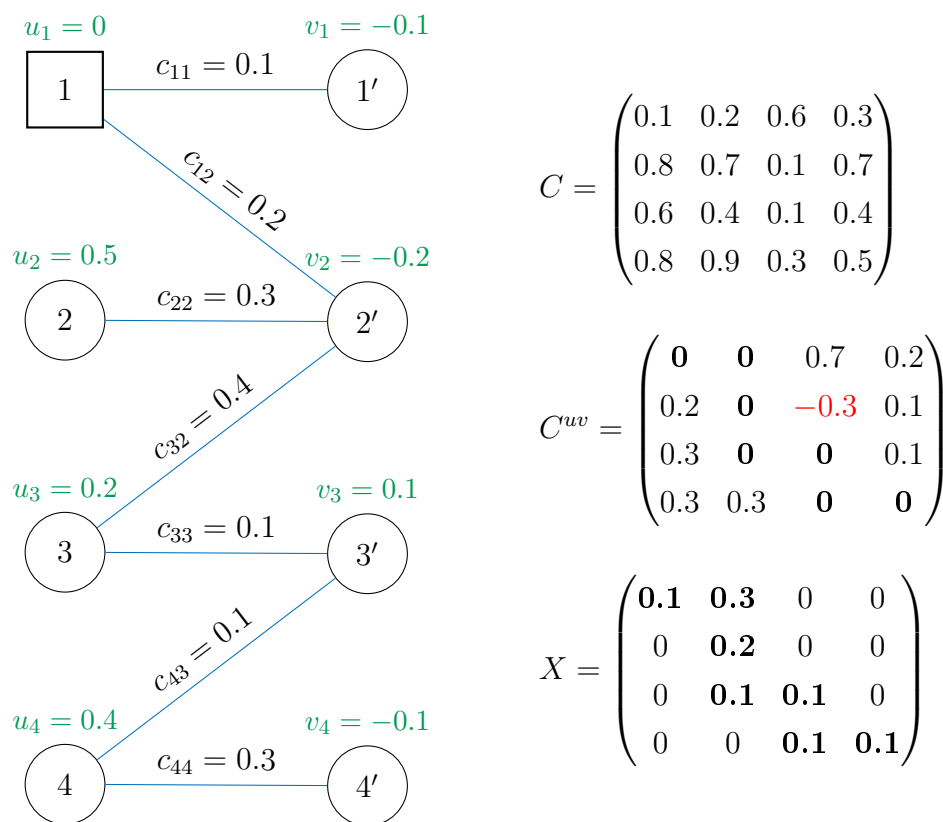 u₁ = 0
v₁ = −0.1
1
c₁₁ = 0.1
1′
c₁₂ = 0.2
u₂ = 0.5
v₂ = −0.2
2
c₂₂ = 0.3
2′
c₃₂ = 0.4
u₃ = 0.2
v₃ = 0.1
3
c₃₃ = 0.1
3′
c₄₃ = 0.1
u₄ = 0.4
v₄ = −0.1
4
c₄₄ = 0.3
4′
C =
0.1 0.2 0.6 0.3
0.8 0.7 0.1 0.7
0.6 0.4 0.1 0.4
0.8 0.9 0.3 0.5
Cᵘᵛ =
0 0 0.7 0.2
0.2 0 −0.3 0.1
0.3 0 0 0.1
0.3 0.3 0 0
X =
0.1 0.3 0 0
0 0.2 0 0
0 0.1 0.1 0
0 0 0.1 0.1